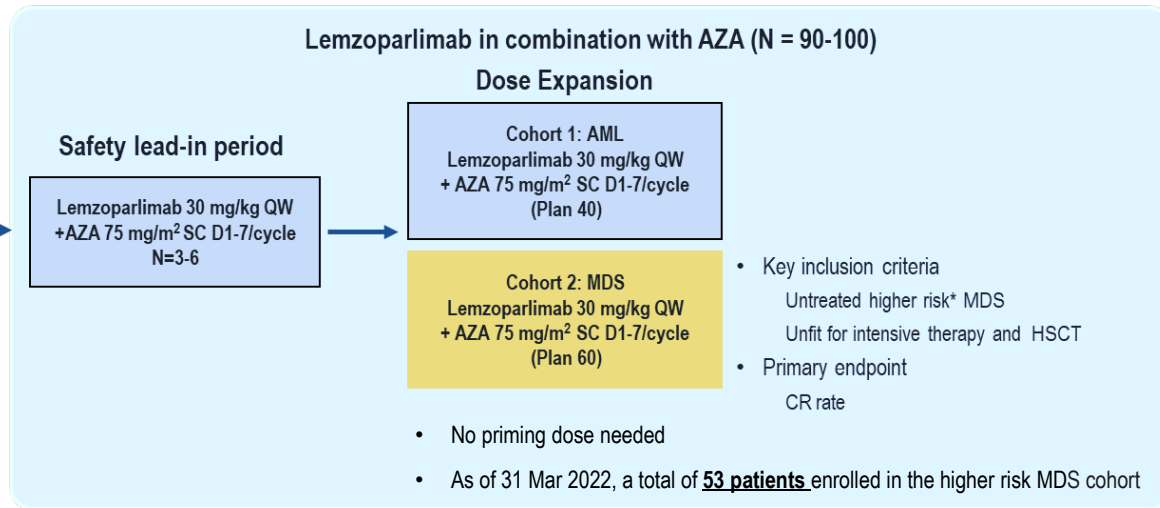 Lemzoparlimab in combination with AZA (N = 90-100)
Dose Expansion
Safety lead-in period
Lemzoparlimab 30 mg/kg QW
+AZA 75 mg/m² SC D1-7/cycle
N=3-6
Cohort 1: AML
Lemzoparlimab 30 mg/kg QW
+ AZA 75 mg/m² SC D1-7/cycle
(Plan 40)
Cohort 2: MDS
Lemzoparlimab 30 mg/kg QW
+ AZA 75 mg/m² SC D1-7/cycle
(Plan 60)
• Key inclusion criteria
Untreated higher risk* MDS
Unfit for intensive therapy and HSCT
• Primary endpoint
CR rate
• No priming dose needed
• As of 31 Mar 2022, a total of 53 patients enrolled in the higher risk MDS cohort